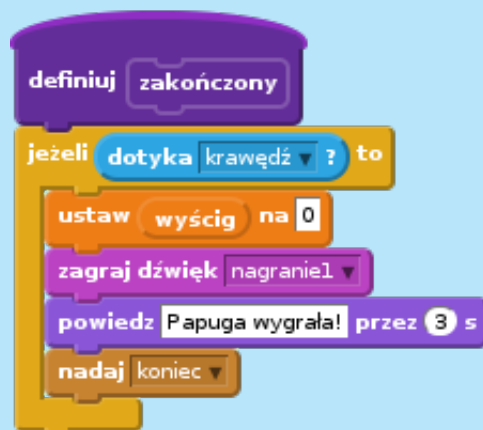 definiuj zakończony
jeżeli dotyka krawędź ? to
ustaw wyścig na 0
zagraj dźwięk nagranie1
powiedz Papuga wygrała! przez 3 s
nadaj koniec